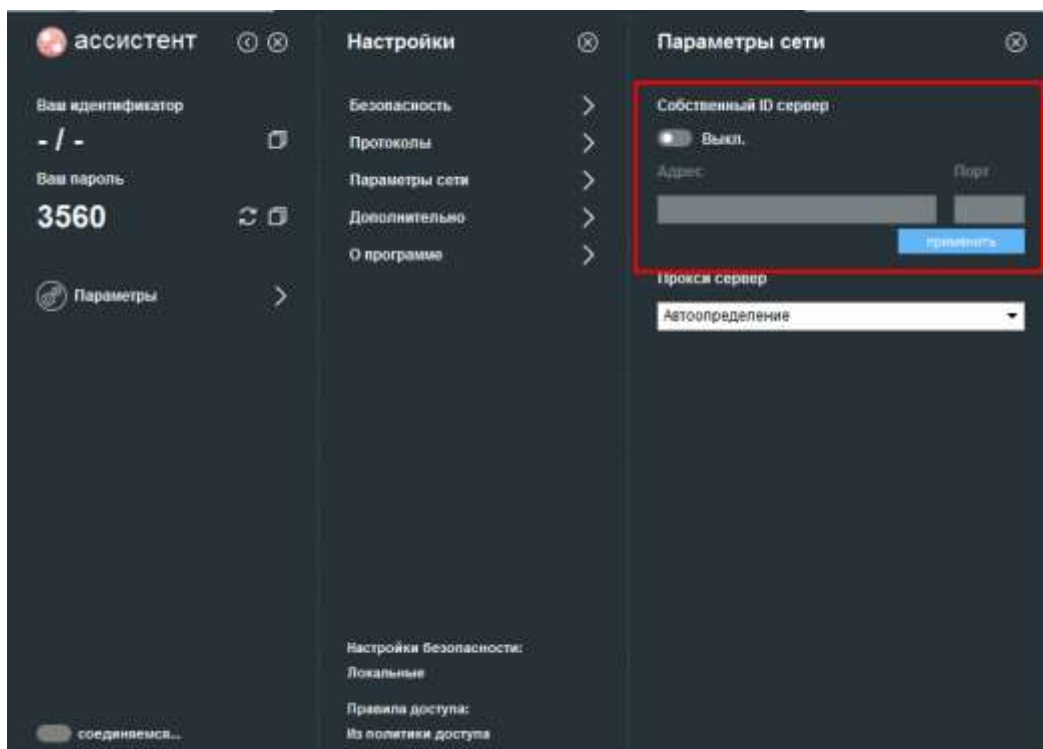 ассистент
Ваш идентификатор
- / -
Ваш пароль
3560
Параметры
соединяемся...
Настройки
Безопасность
Протоколы
Параметры сети
Дополнительно
О программе
Настройки безопасности:
Локальные
Правила доступа:
Из политики доступа
Параметры сети
Собственный ID сервер
Выкл.
Адрес Порт
применить
Прокси сервер
Автоопределение